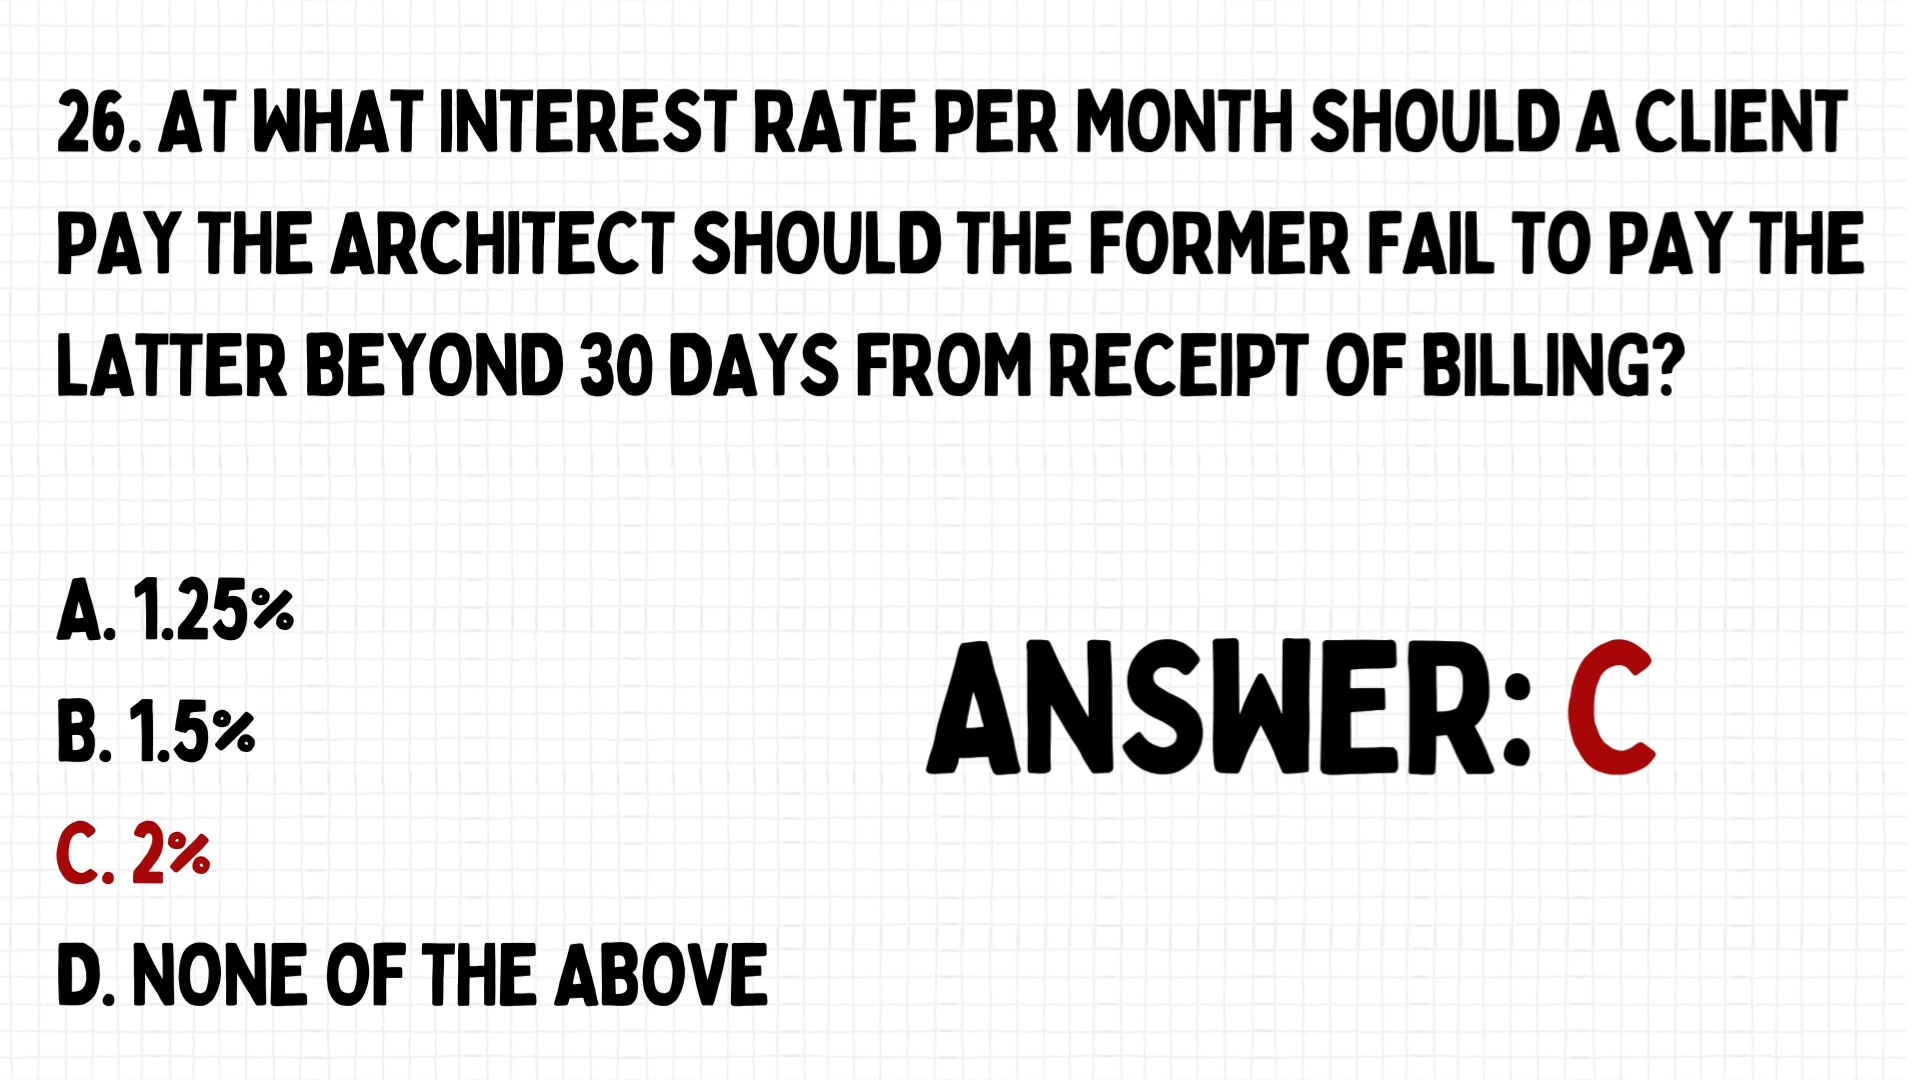 26. AT WHAT INTEREST RATE PER MONTH SHOULD A CLIENT
PAY THE ARCHITECT SHOULD THE FORMER FAIL TO PAY THE
LATTER BEYOND 30 DAYS FROM RECEIPT OF BILLING?
A. 1.25%
B. 1.5%
C. 2%
D. NONE OF THE ABOVE
ANSWER: C